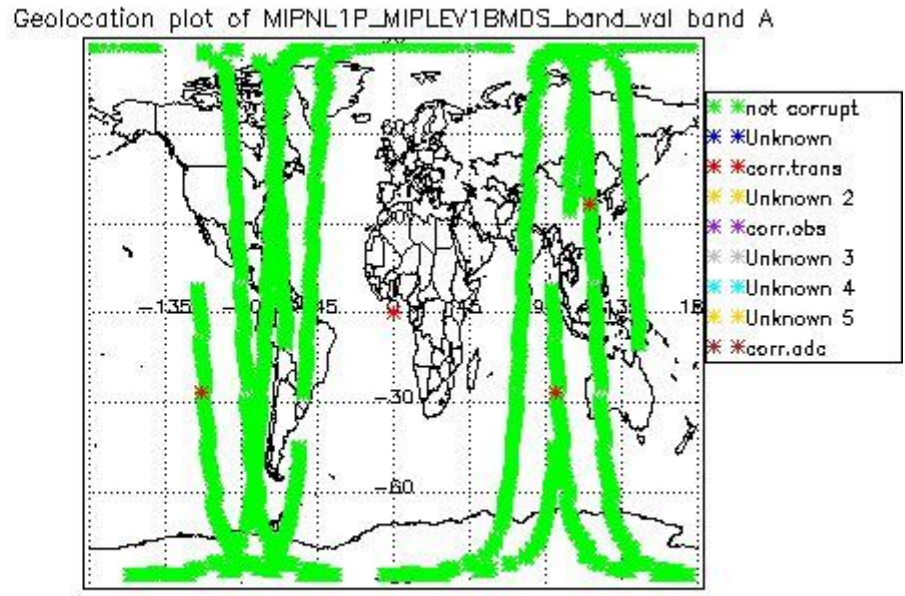 Geolocation plot of MIPNL1P_MIPLEV1BMDS_band_val band A
not corrupt
Unknown
corr.trans
Unknown 2
corr.obs
Unknown 3
Unknown 4
Unknown 5
corr.adc
-135
45
135
-30
-60